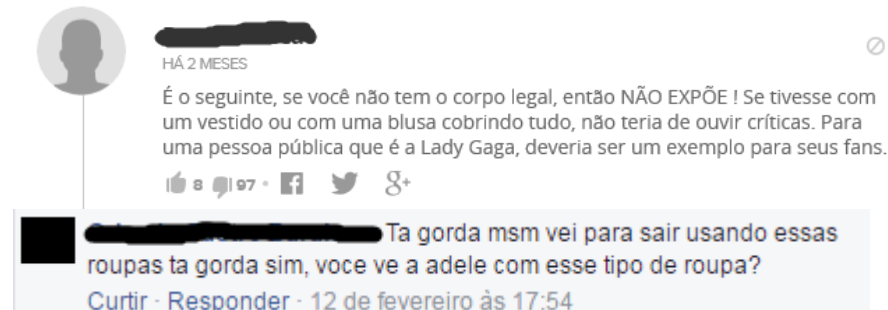 HÁ 2 MESES
É o seguinte, se você não tem o corpo legal, então NÃO EXPÕE ! Se tivesse com
um vestido ou com uma blusa cobrindo tudo, não teria de ouvir críticas. Para
uma pessoa pública que é a Lady Gaga, deveria ser um exemplo para seus fans.
8 97 · f g+
Ta gorda msm vei para sair usando essas
roupas ta gorda sim, voce ve a adele com esse tipo de roupa?
Curtir · Responder · 12 de fevereiro às 17:54